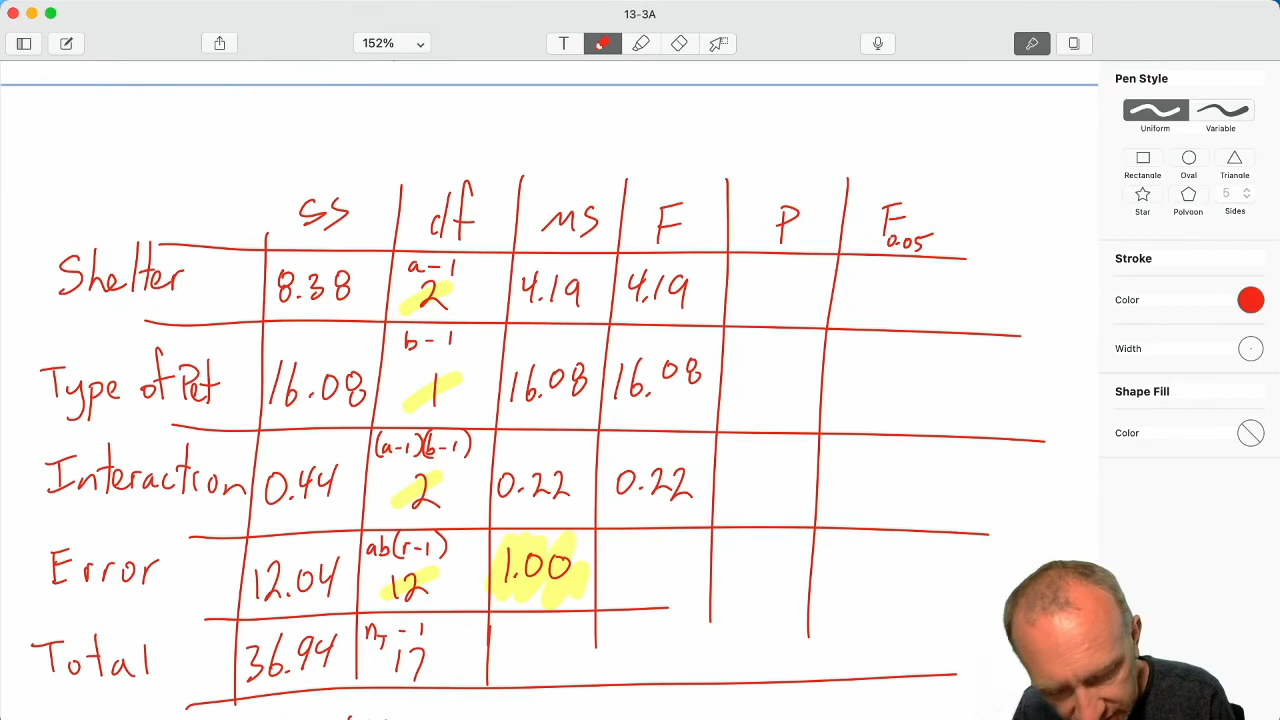 13-3A
152%
T
Pen Style
Uniform Variable
Rectangle Oval Triangle
5
Star Polygon Sides
Stroke
Color
Width
Shape Fill
Color
SS df MS F P F0.05
a-1
Shelter 8.38 2 4.19 4.19
b-1
Type of Pet 16.08 1 16.08 16.08
(a-1)(b-1)
Interaction 0.44 2 0.22 0.22
ab(r-1)
Error 12.04 12 1.00
nT-1
Total 36.94 17